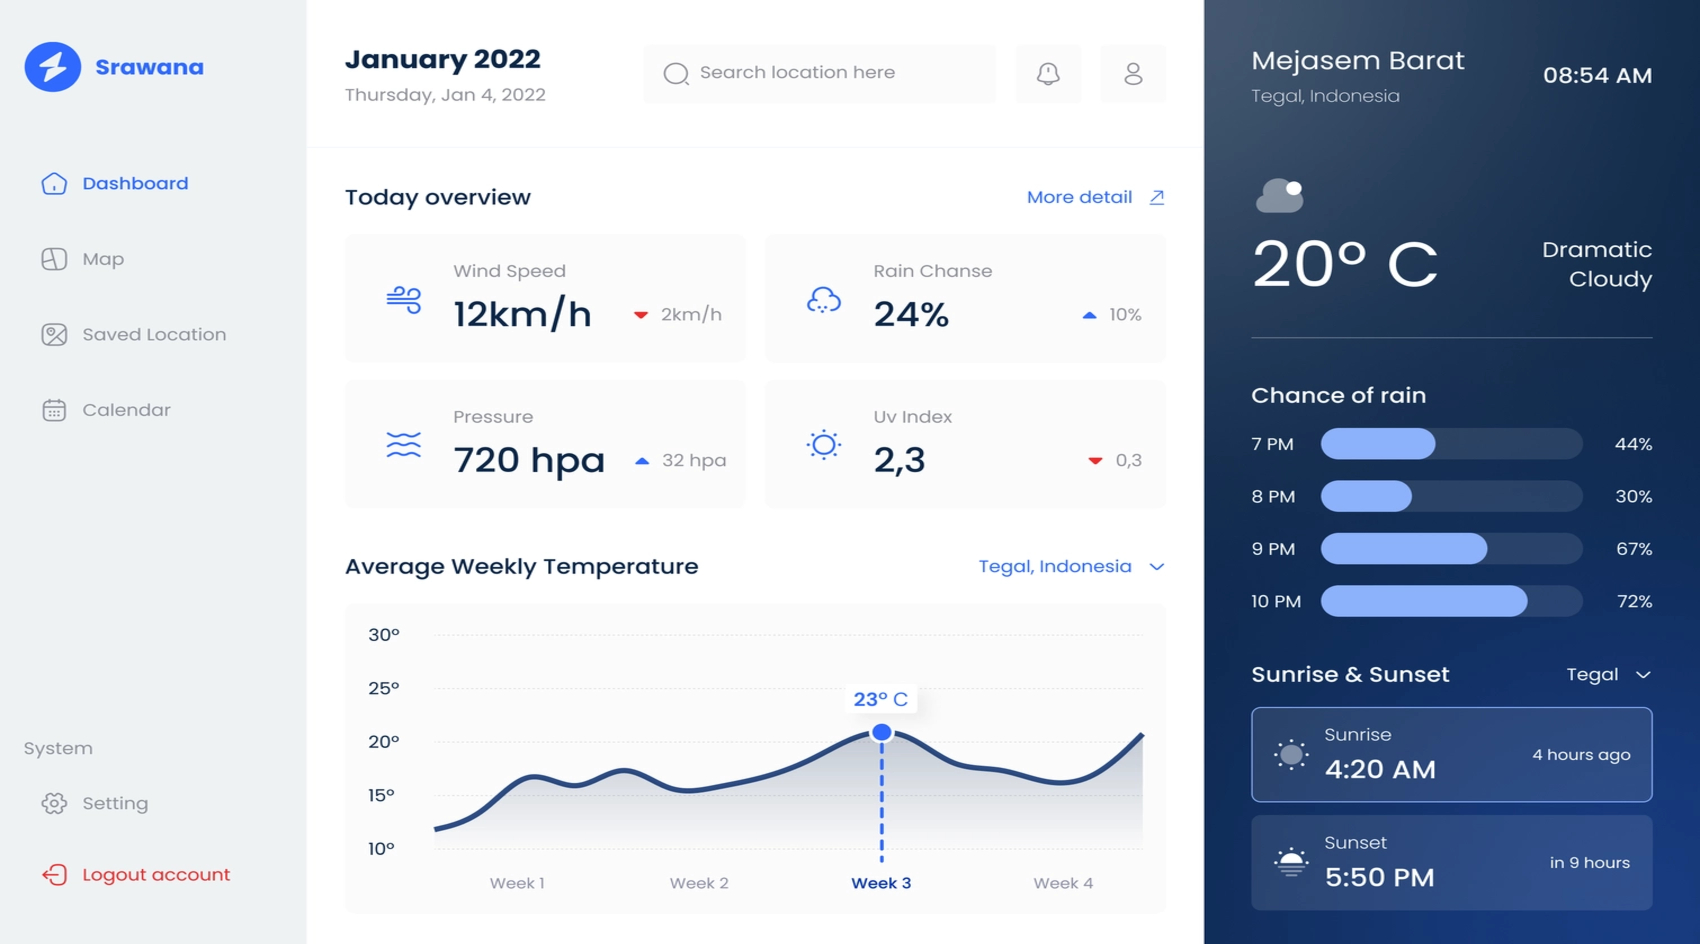 Srawana
Dashboard
Map
Saved Location
Calendar
System
Setting
Logout account
January 2022
Thursday, Jan 4, 2022
Search location here
Today overview
More detail
Wind Speed
12km/h
2km/h
Rain Chanse
24%
10%
Pressure
720 hpa
32 hpa
Uv Index
2,3
0,3
Average Weekly Temperature
Tegal, Indonesia
30°
25°
20°
15°
10°
23° C
Week 1
Week 2
Week 3
Week 4
Mejasem Barat
Tegal, Indonesia
08:54 AM
20° C
Dramatic
Cloudy
Chance of rain
7 PM 44%
8 PM 30%
9 PM 67%
10 PM 72%
Sunrise & Sunset
Tegal
Sunrise
4:20 AM
4 hours ago
Sunset
5:50 PM
in 9 hours